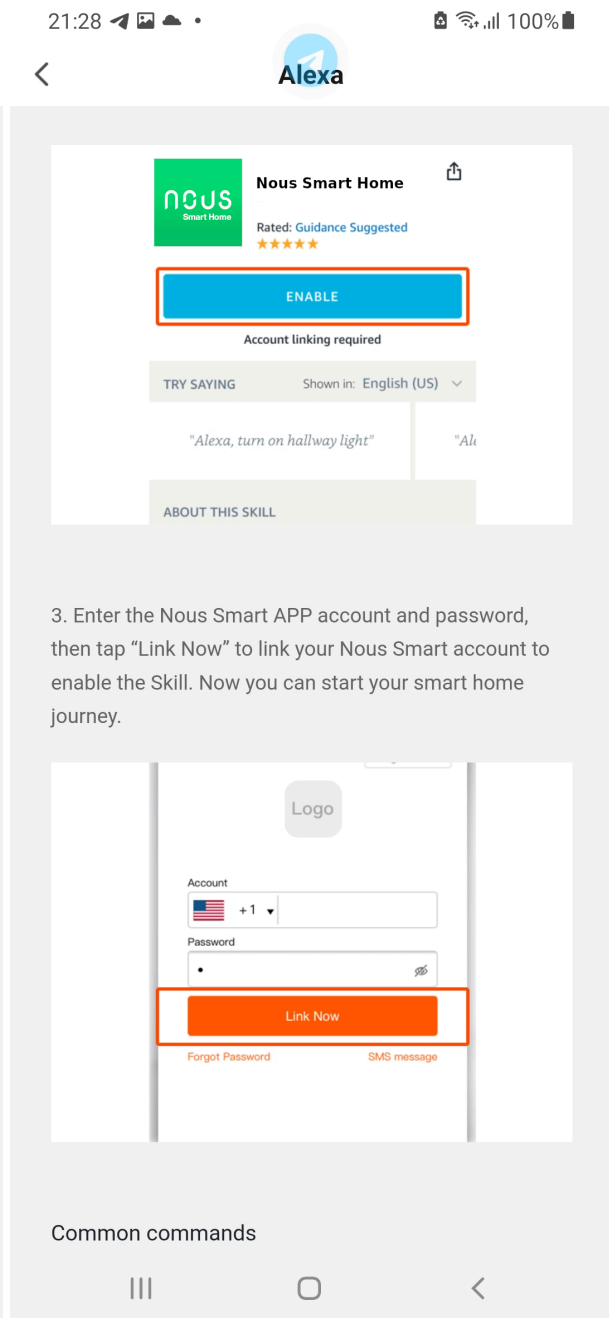 21:28
100%
Alexa
nous
Smart Home
Nous Smart Home
Rated: Guidance Suggested
ENABLE
Account linking required
TRY SAYING
Shown in: English (US)
"Alexa, turn on hallway light"
"Al
ABOUT THIS SKILL
3. Enter the Nous Smart APP account and password,
then tap “Link Now” to link your Nous Smart account to
enable the Skill. Now you can start your smart home
journey.
Logo
Account
+1
Password
Link Now
Forgot Password
SMS message
Common commands